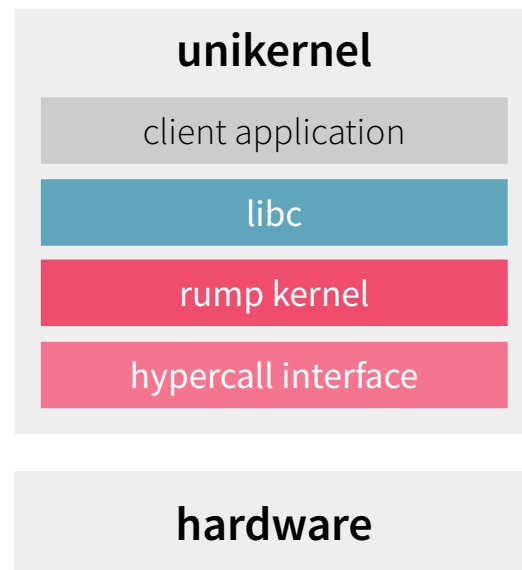 unikernel
client application
libc
rump kernel
hypercall interface
hardware